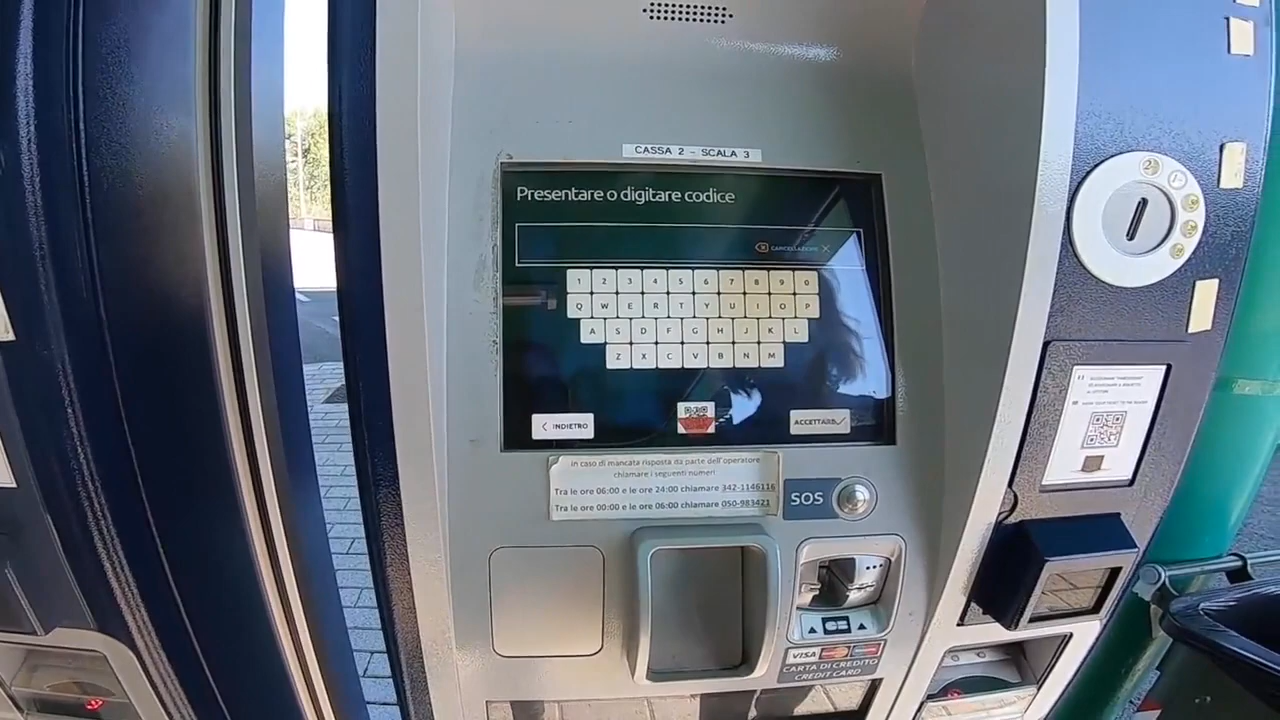 CASSA 2 - SCALA 3
Presentare o digitare codice
CANCELLAZIONE
1 2 3 4 5 6 7 8 9 0
Q W E R T Y U I O P
A S D F G H J K L
Z X C V B N M
INDIETRO
ACCETTARE
In caso di mancata risposta da parte dell'operatore
chiamare i seguenti numeri:
Tra le ore 06:00 e le ore 24:00 chiamare 342-1146116
Tra le ore 00:00 e le ore 06:00 chiamare 050-983421
SOS
VISA
CARTA DI CREDITO
CREDIT CARD